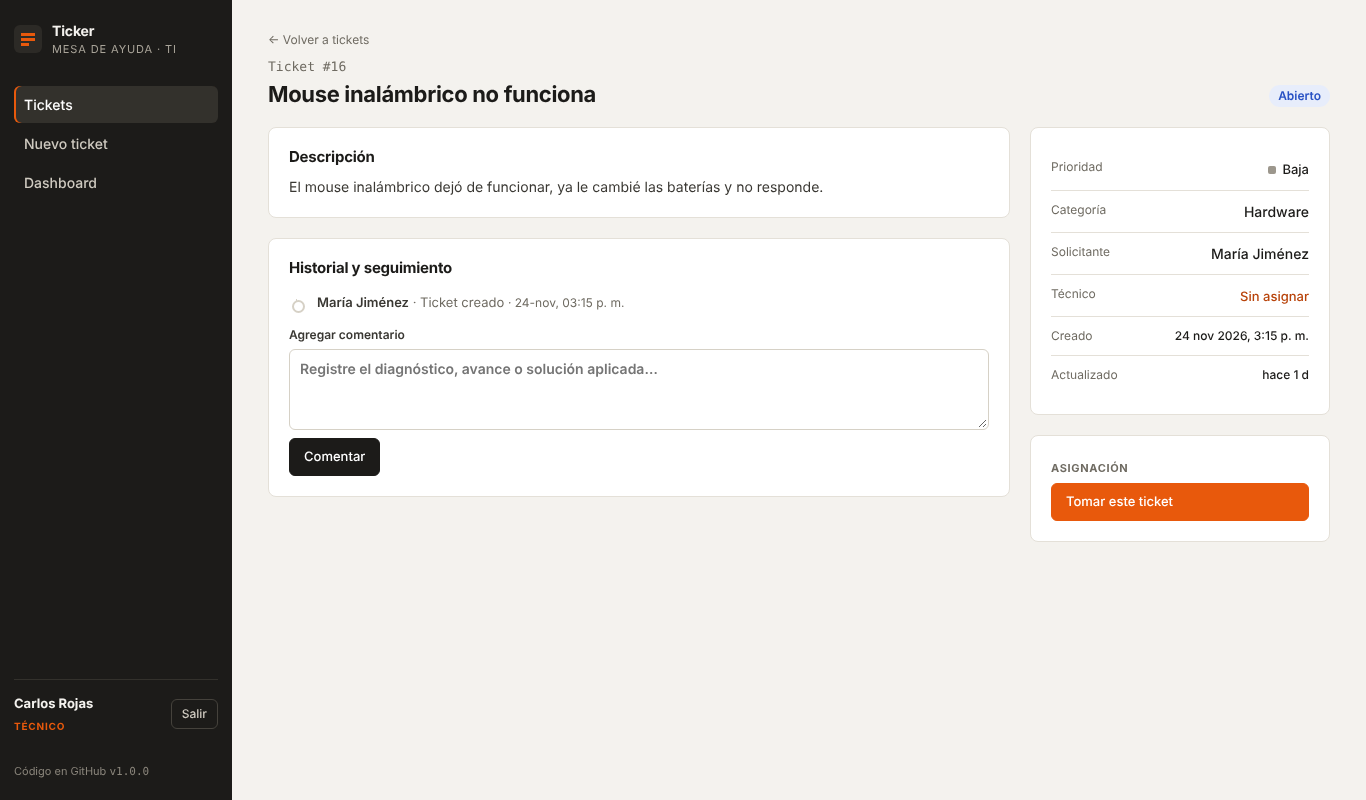 Ticker
MESA DE AYUDA · TI
Tickets
Nuevo ticket
Dashboard
Carlos Rojas
TÉCNICO
Salir
Código en GitHub v1.0.0
← Volver a tickets
Ticket #16
Mouse inalámbrico no funciona
Abierto
Descripción
El mouse inalámbrico dejó de funcionar, ya le cambié las baterías y no responde.
Historial y seguimiento
María Jiménez · Ticket creado · 24-nov, 03:15 p. m.
Agregar comentario
Registre el diagnóstico, avance o solución aplicada...
Comentar
Prioridad Baja
Categoría Hardware
Solicitante María Jiménez
Técnico Sin asignar
Creado 24 nov 2026, 3:15 p. m.
Actualizado hace 1 d
ASIGNACIÓN
Tomar este ticket